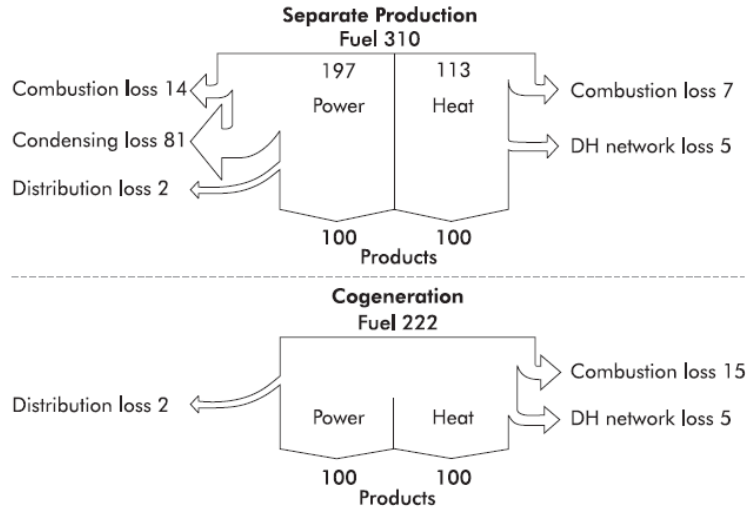 Separate Production
Fuel 310
197 113
Combustion loss 14
Combustion loss 7
Power Heat
Condensing loss 81
DH network loss 5
Distribution loss 2
100 100
Products
Cogeneration
Fuel 222
Combustion loss 15
Distribution loss 2
Power Heat
DH network loss 5
100 100
Products